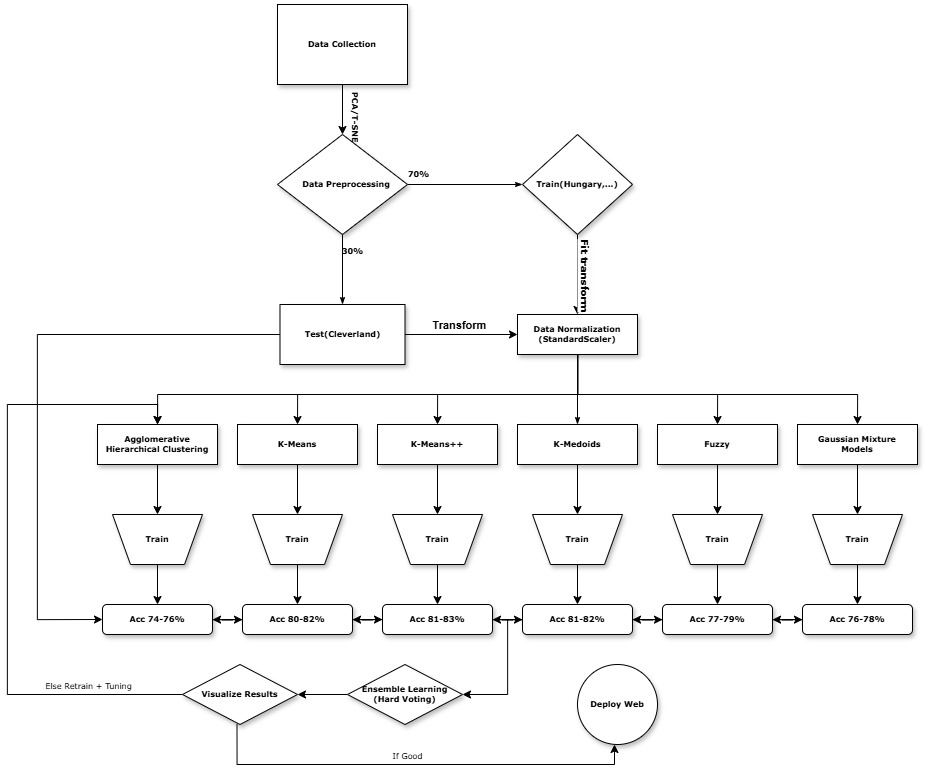 Data Collection
PCA/T-SNE
Data Preprocessing
70%
Train(Hungary,...)
30%
Fit transform
Test(Cleverland)
Transform
Data Normalization
(StandardScaler)
Agglomerative
Hierarchical Clustering
K-Means
K-Means++
K-Medoids
Fuzzy
Gaussian Mixture
Models
Train
Train
Train
Train
Train
Train
Acc 74-76%
Acc 80-82%
Acc 81-83%
Acc 81-82%
Acc 77-79%
Acc 76-78%
Else Retrain + Tuning
Visualize Results
Ensemble Learning
(Hard Voting)
Deploy Web
If Good